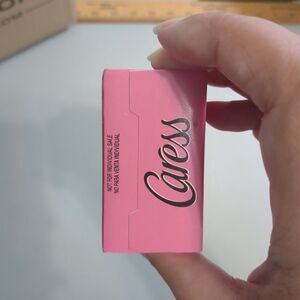 NOT FOR INDIVIDUAL SALE
NO PARA VENTA INDIVIDUAL
Caress